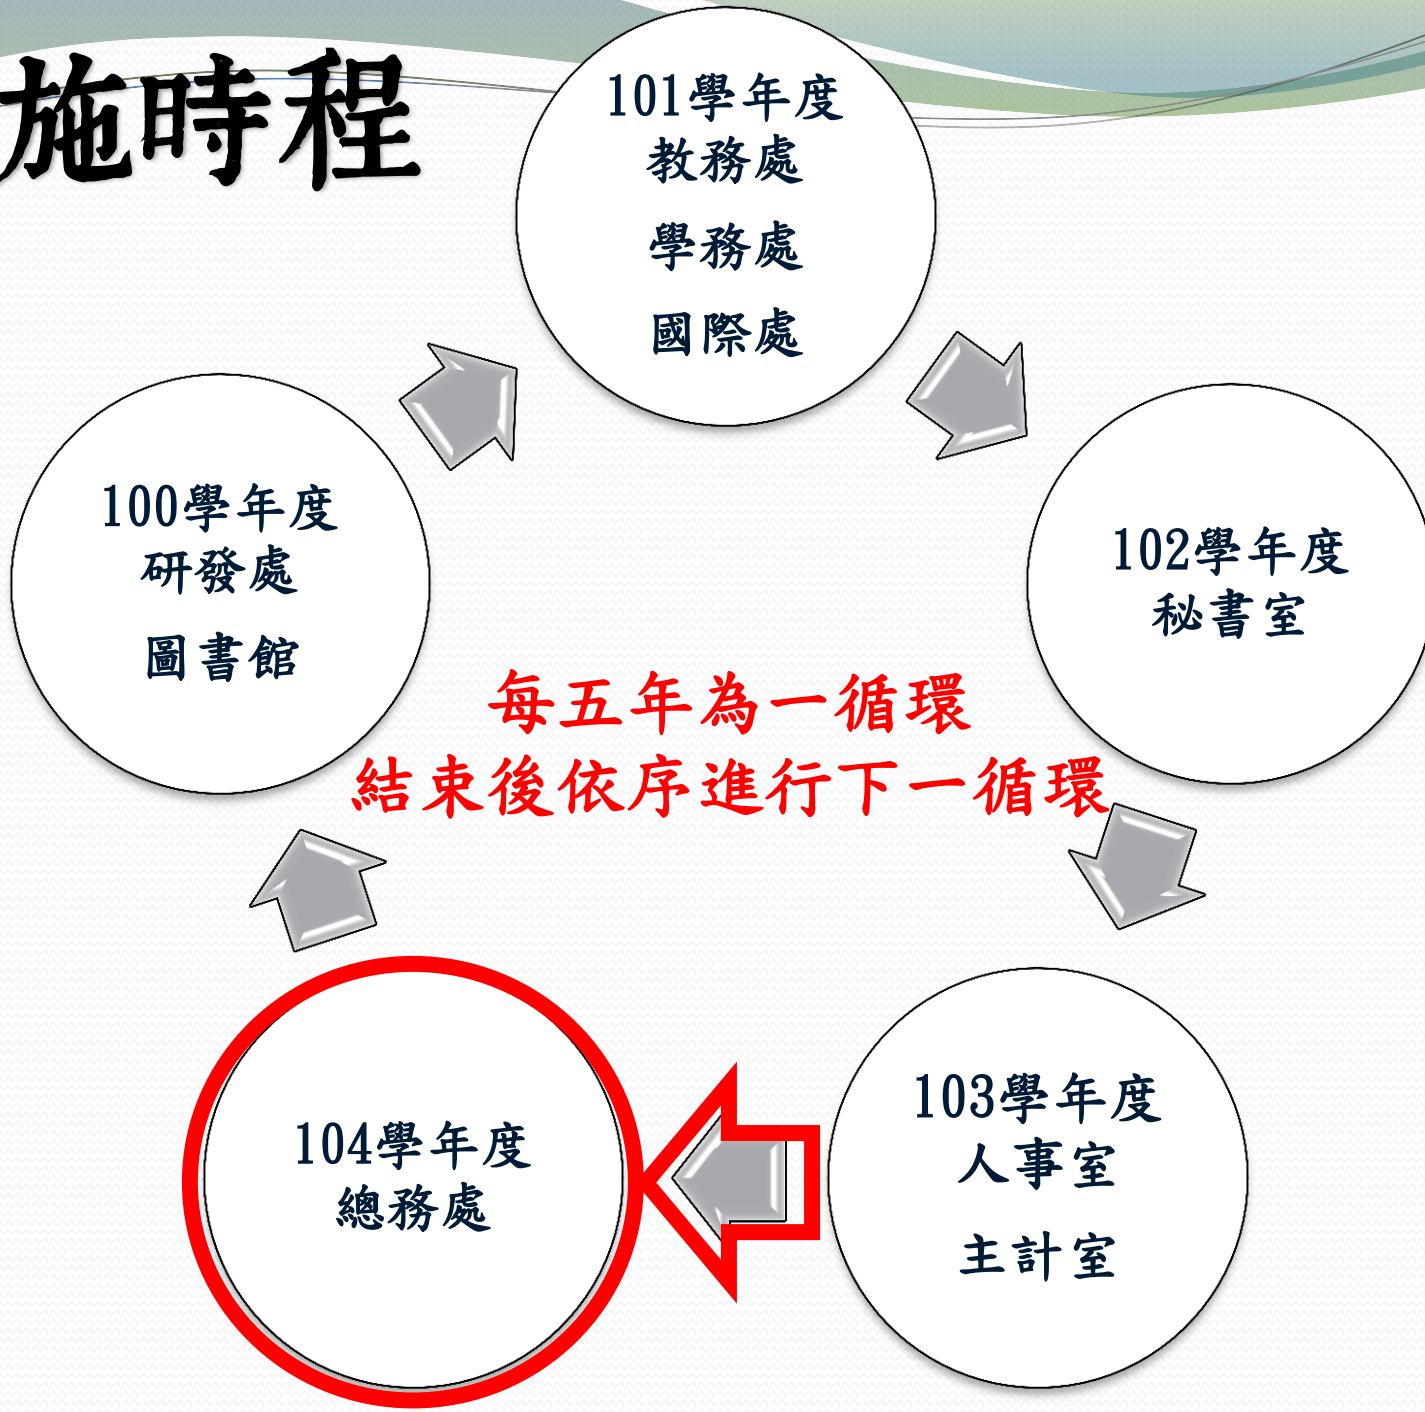 施時程
101學年度
教務處
學務處
國際處
100學年度
研發處
圖書館
102學年度
秘書室
每五年為一循環
結束後依序進行下一循環
103學年度
人事室
主計室
104學年度
總務處